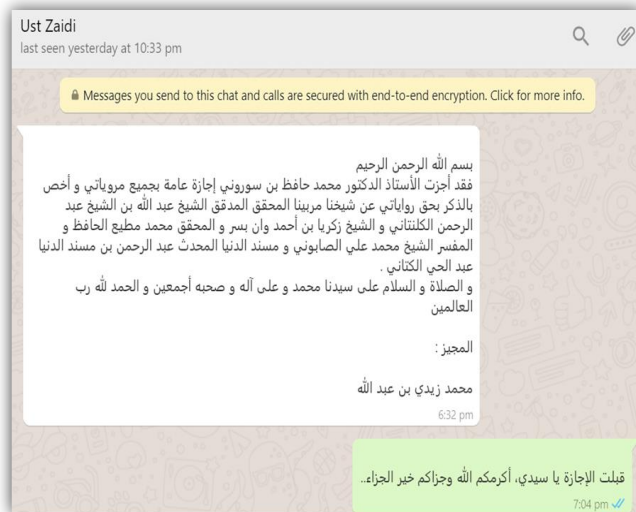 Ust Zaidi
last seen yesterday at 10:33 pm
Messages you send to this chat and calls are secured with end-to-end encryption. Click for more info.
بسم الله الرحمن الرحيم
فقد أجزت الأستاذ الدكتور محمد حافظ بن سوروني إجازة عامة بجميع مروياتي و أخص
بالذكر بحق رواياتي عن شيخنا مربينا المحقق المدقق الشيخ عبد الله بن الشيخ عبد
الرحمن الكلنتاني و الشيخ زكريا بن أحمد وان بسر و المحقق محمد مطيع الحافظ و
المفسر الشيخ محمد علي الصابوني و مسند الدنيا المحدث عبد الرحمن بن مسند الدنيا
عبد الحي الكتاني .
و الصلاة و السلام على سيدنا محمد و على آله و صحبه أجمعين و الحمد لله رب
العالمين
المجيز :
محمد زيدي بن عبد الله
6:32 pm
قبلت الإجازة يا سيدي، أكرمكم الله وجزاكم خير الجزاء..
7:04 pm